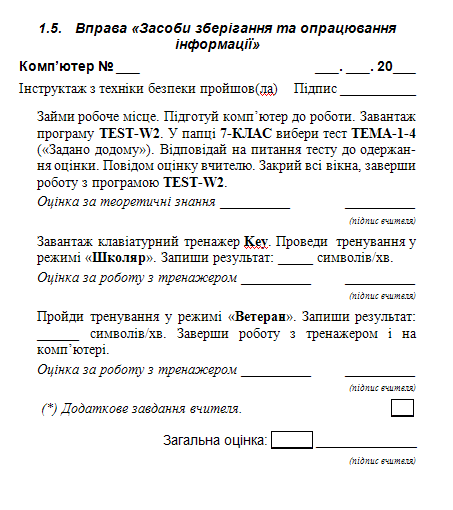 1.5. Вправа «Засоби зберігання та опрацювання
інформації»
Комп’ютер № ___ ___. ___. 20___
Інструктаж з техніки безпеки пройшов(ла) Підпис ___________
Займи робоче місце. Підготуй комп’ютер до роботи. Завантаж
програму TEST-W2. У папці 7-КЛАС вибери тест ТЕМА-1-4
(«Задано додому»). Відповідай на питання тесту до одержан-
ня оцінки. Повідом оцінку вчителю. Закрий всі вікна, заверши
роботу з програмою TEST-W2.
Оцінка за теоретичні знання __________ __________
(підпис вчителя)
Завантаж клавіатурний тренажер Key. Проведи тренування у
режимі «Школяр». Запиши результат: _____ символів/хв.
Оцінка за роботу з тренажером __________ __________
(підпис вчителя)
Пройди тренування у режимі «Ветеран». Запиши результат:
______ символів/хв. Заверши роботу з тренажером і на
комп’ютері.
Оцінка за роботу з тренажером __________ __________
(підпис вчителя)
(*) Додаткове завдання вчителя.
Загальна оцінка: _____________
(підпис вчителя)